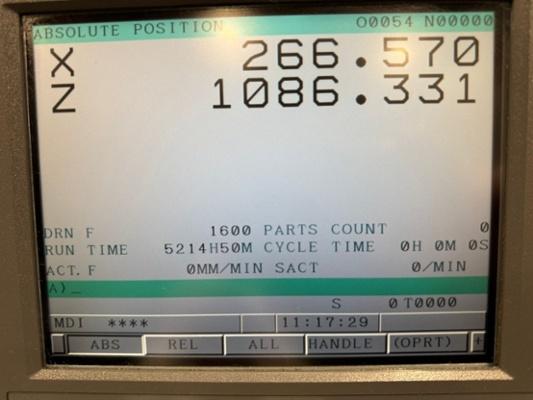 ABSOLUTE POSITION O0054 N00000
X 266.570
Z 1086.331
DRN F 1600 PARTS COUNT 0
RUN TIME 5214H50M CYCLE TIME 0H 0M 0S
ACT.F 0MM/MIN SACT 0/MIN
A)_
S 0T0000
MDI **** 11:17:29
ABS REL ALL HANDLE (OPRT) +